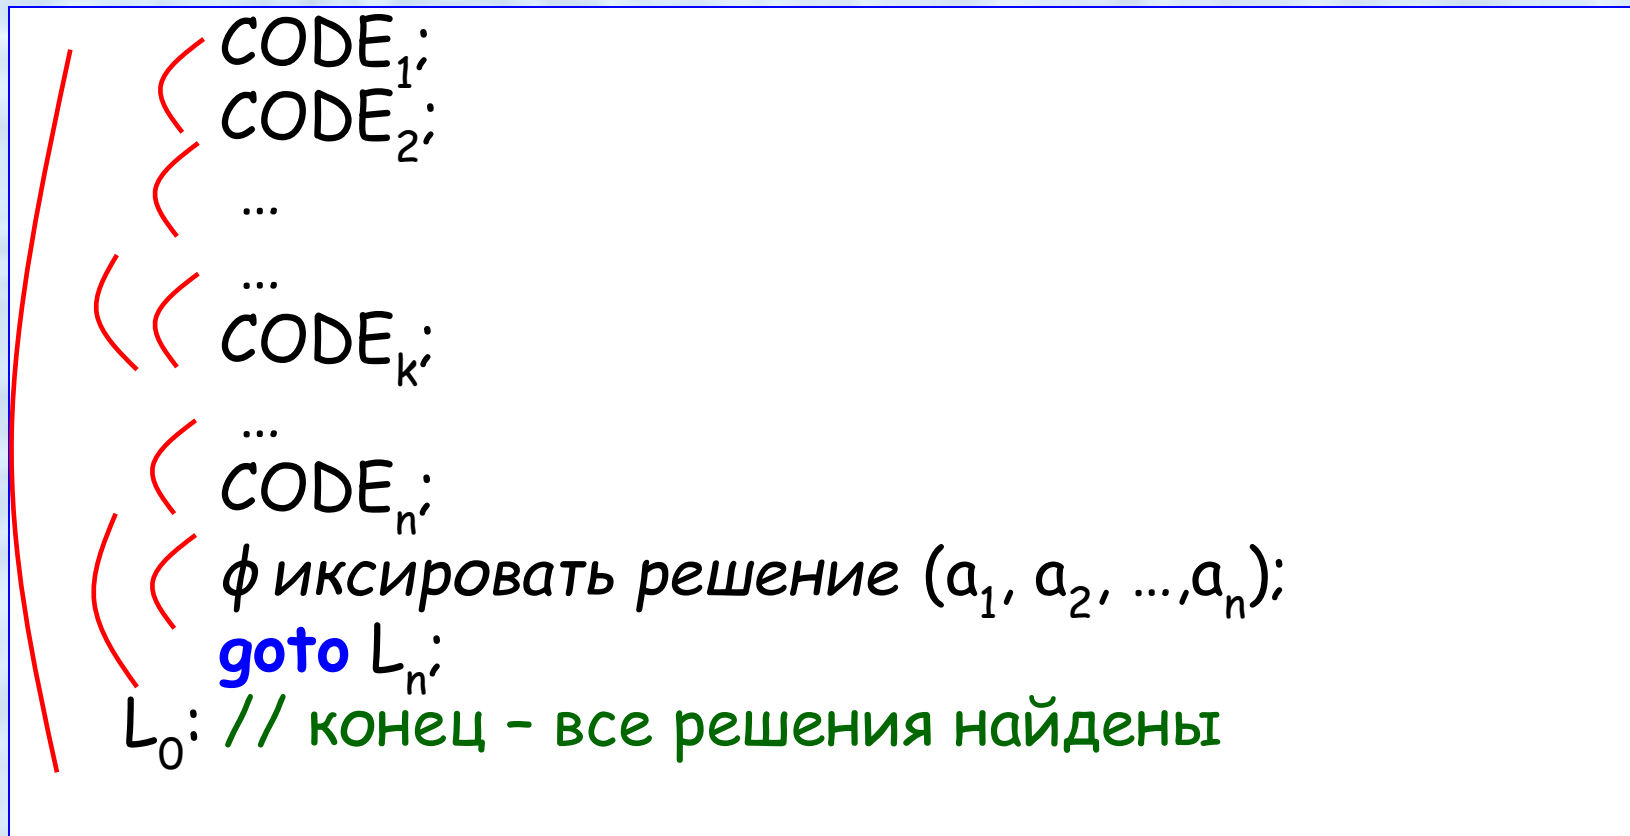 CODE₁;
CODE₂;
...
...
CODEₖ;
...
CODEₙ;
фиксировать решение (a₁, a₂, ...,aₙ);
goto Lₙ;
L₀: // конец – все решения найдены